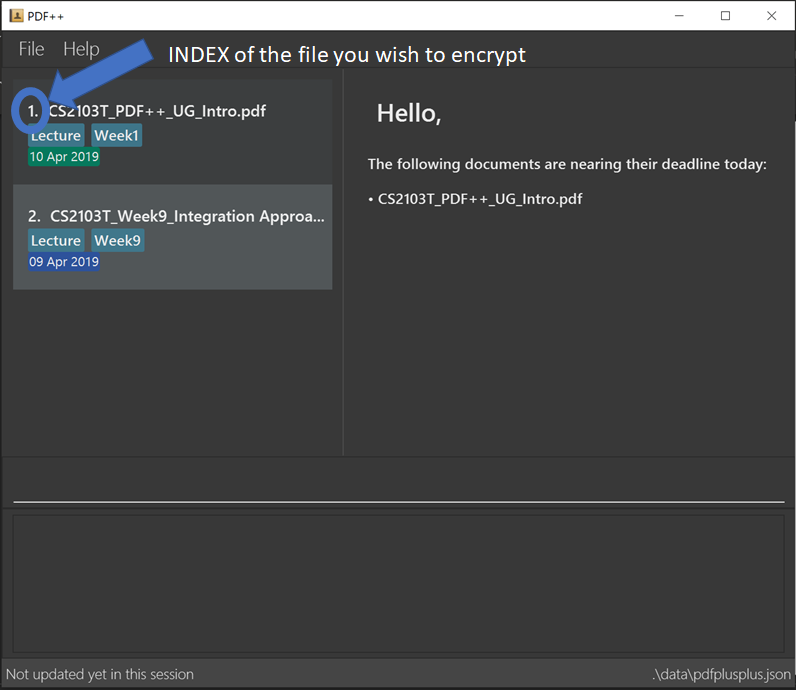 PDF++
File Help
INDEX of the file you wish to encrypt
1. CS2103T_PDF++_UG_Intro.pdf
Lecture Week1
10 Apr 2019
2. CS2103T_Week9_Integration Approa...
Lecture Week9
09 Apr 2019
Hello,
The following documents are nearing their deadline today:
• CS2103T_PDF++_UG_Intro.pdf
Not updated yet in this session
.\data\pdfplusplus.json